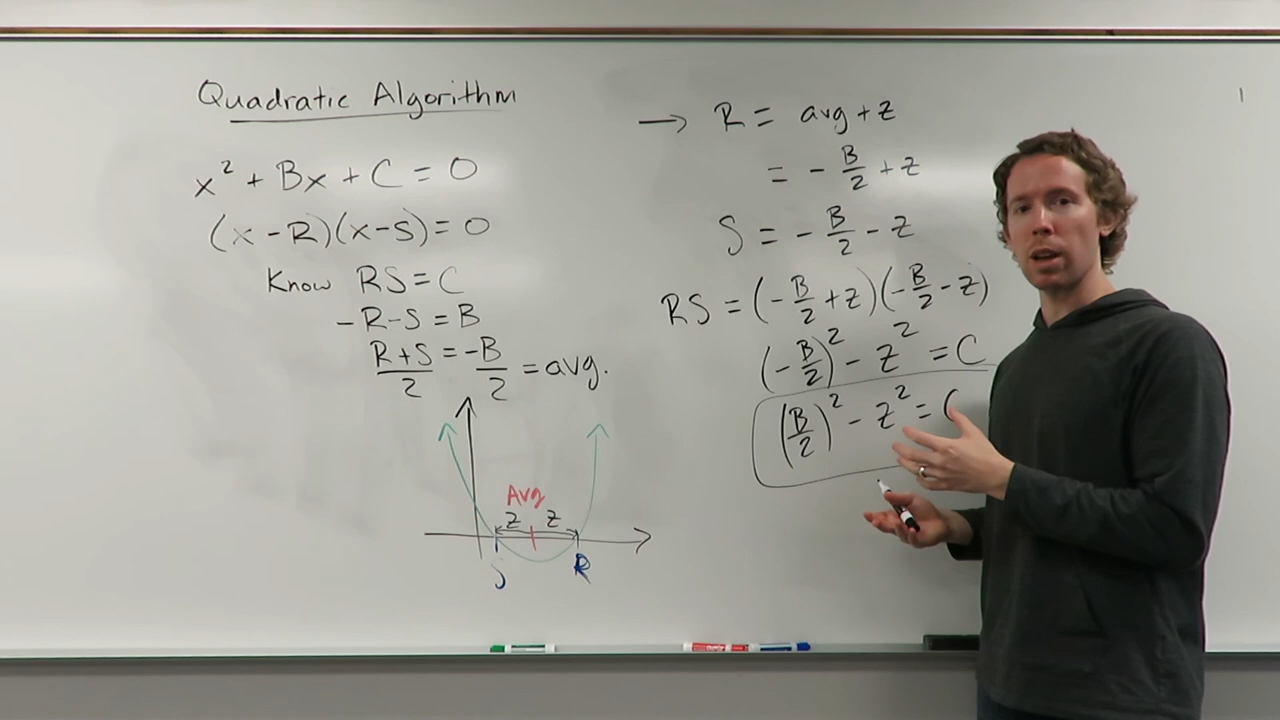 Quadratic Algorithm
x² + Bx + C = 0
(x - R)(x - S) = 0
Know RS = C
- R - S = B
R + S / 2 = -B / 2 = avg.
Avg
z z
S R
→ R = avg + z
= - B/2 + z
S = - B/2 - z
RS = (- B/2 + z)(- B/2 - z)
(- B/2)² - z² = C
(B/2)² - z² = C